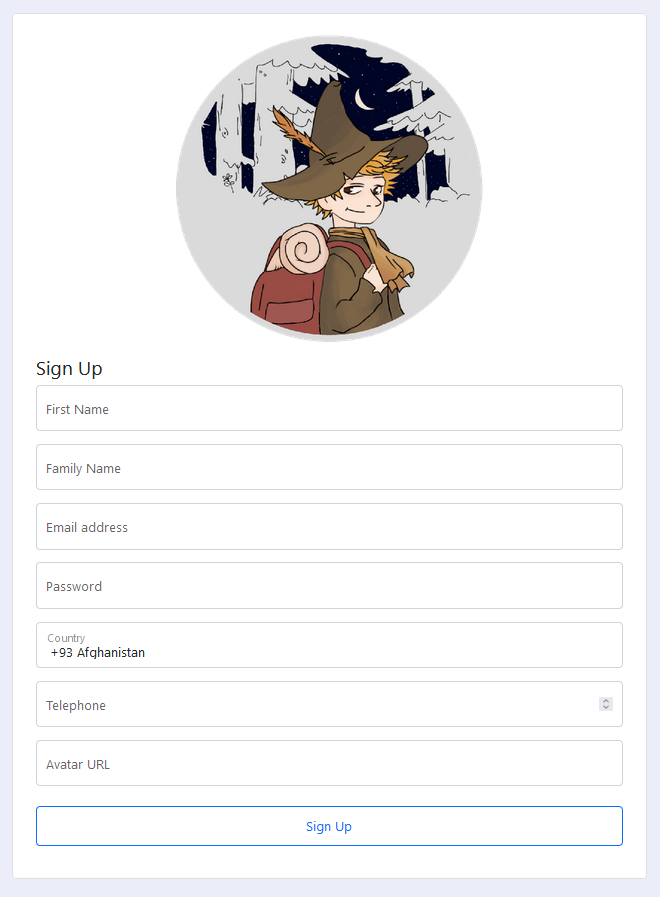 Sign Up
First Name
Family Name
Email address
Password
Country
+93 Afghanistan
Telephone
Avatar URL
Sign Up